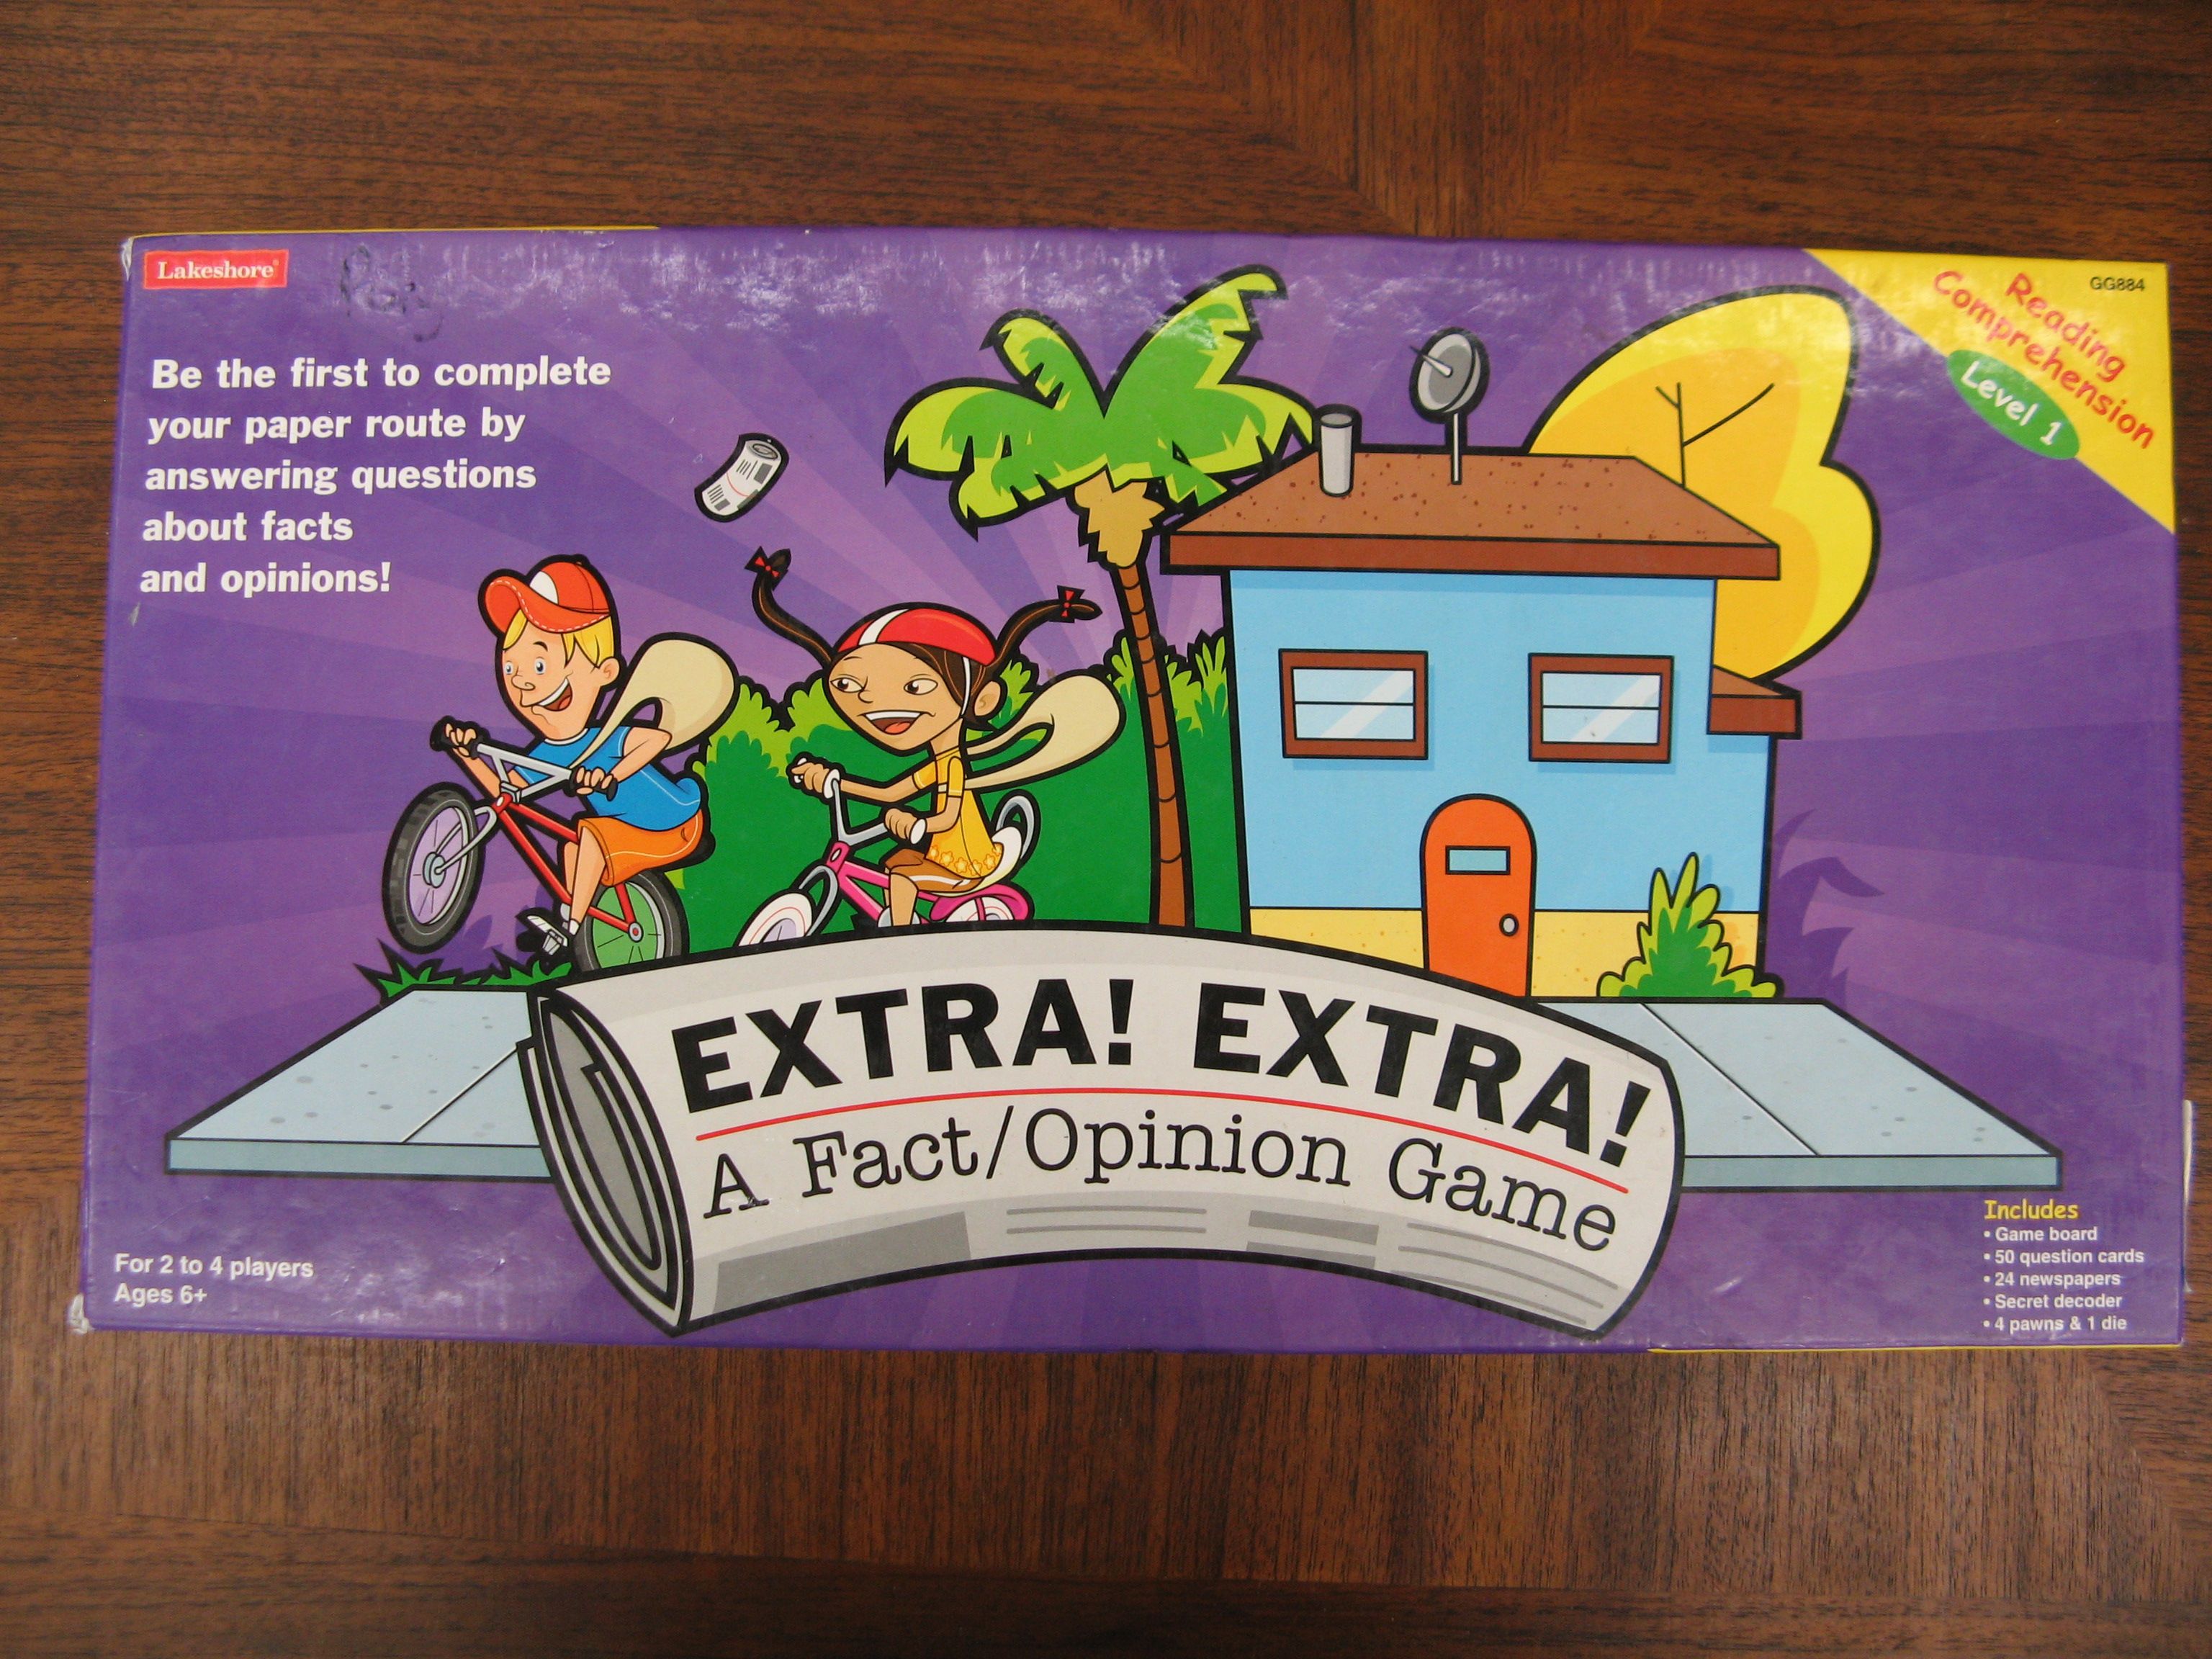 Lakeshore
GG884
Reading
Comprehension
Level 1
Be the first to complete
your paper route by
answering questions
about facts
and opinions!
EXTRA! EXTRA!
A Fact/Opinion Game
For 2 to 4 players
Ages 6+
Includes
• Game board
• 50 question cards
• 24 newspapers
• Secret decoder
• 4 pawns & 1 die